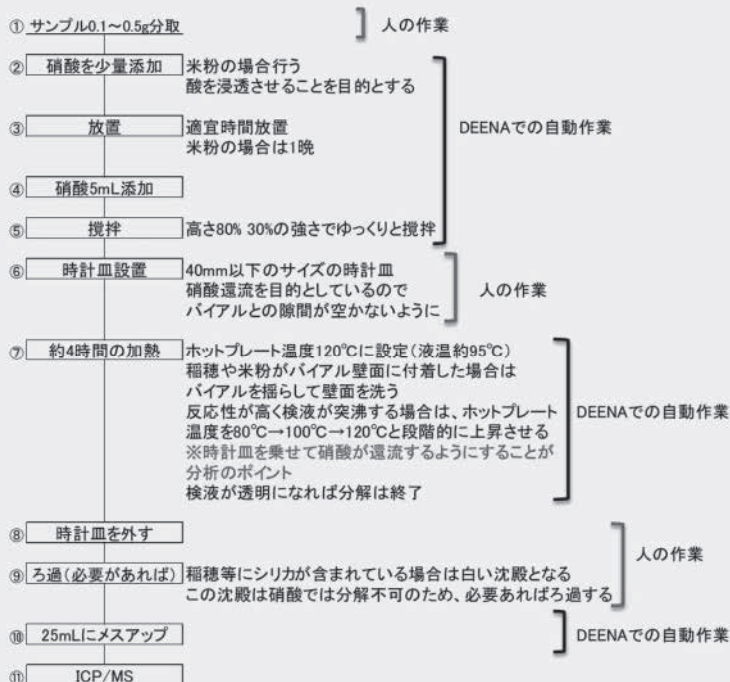 ① サンプル0.1～0.5g分取
人の作業
② 硝酸を少量添加 米粉の場合行う
酸を浸透させることを目的とする
③ 放置 適宜時間放置
米粉の場合は1晩
DEENAでの自動作業
④ 硝酸5mL添加
⑤ 撹拌 高さ80% 30%の強さでゆっくりと撹拌
⑥ 時計皿設置 40mm以下のサイズの時計皿
硝酸還流を目的としているので
バイアルとの隙間が空かないように
人の作業
⑦ 約4時間の加熱 ホットプレート温度120℃に設定（液温約95℃）
稲穂や米粉がバイアル壁面に付着した場合は
バイアルを揺らして壁面を洗う
反応性が高く検液が突沸する場合は、ホットプレート
温度を80℃→100℃→120℃と段階的に上昇させる
※時計皿を乗せて硝酸が還流するようにすることが
分析のポイント
検液が透明になれば分解は終了
DEENAでの自動作業
⑧ 時計皿を外す
人の作業
⑨ ろ過（必要があれば） 稲穂等にシリカが含まれている場合は白い沈殿となる
この沈殿は硝酸では分解不可のため、必要あればろ過する
⑩ 25mLにメスアップ
DEENAでの自動作業
⑪ ICP/MS